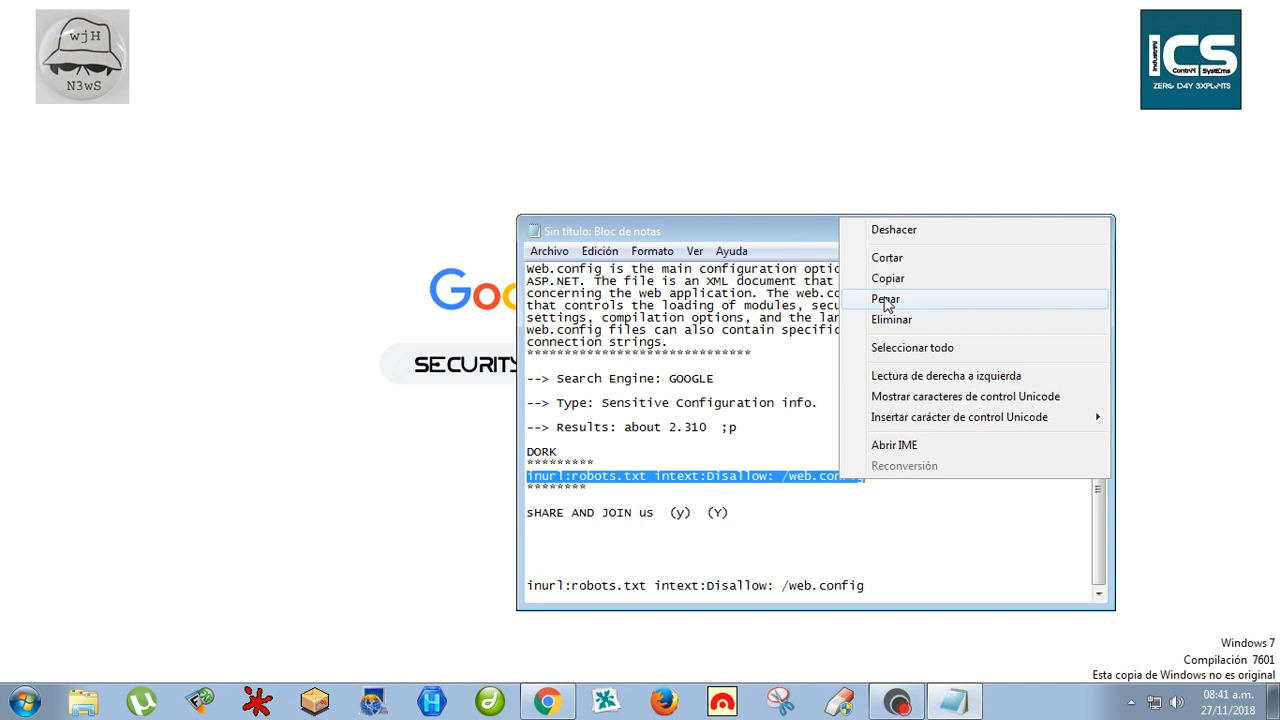 wjH
N3wS
IndustriAl
ContrOl SystEms
ICS
ZERØ D4Y 3XPL0ITS
Goo
SECURITY
Sin título: Bloc de notas
Archivo Edición Formato Ver Ayuda
Web.config is the main configuration optio
ASP.NET. The file is an XML document that
concerning the web application. The web.co
that controls the loading of modules, secu
settings, compilation options, and the lan
web.config files can also contain specific
connection strings.
******************************
--> Search Engine: GOOGLE
--> Type: Sensitive Configuration info.
--> Results: about 2.310 ;p
DORK
*********
inurl:robots.txt intext:Disallow: /web.config
********
sHARE AND JOIN us (y) (Y)
inurl:robots.txt intext:Disallow: /web.config
Deshacer
Cortar
Copiar
Pegar
Eliminar
Seleccionar todo
Lectura de derecha a izquierda
Mostrar caracteres de control Unicode
Insertar carácter de control Unicode
Abrir IME
Reconversión
Windows 7
Compilación 7601
Esta copia de Windows no es original
08:41 a.m.
27/11/2018